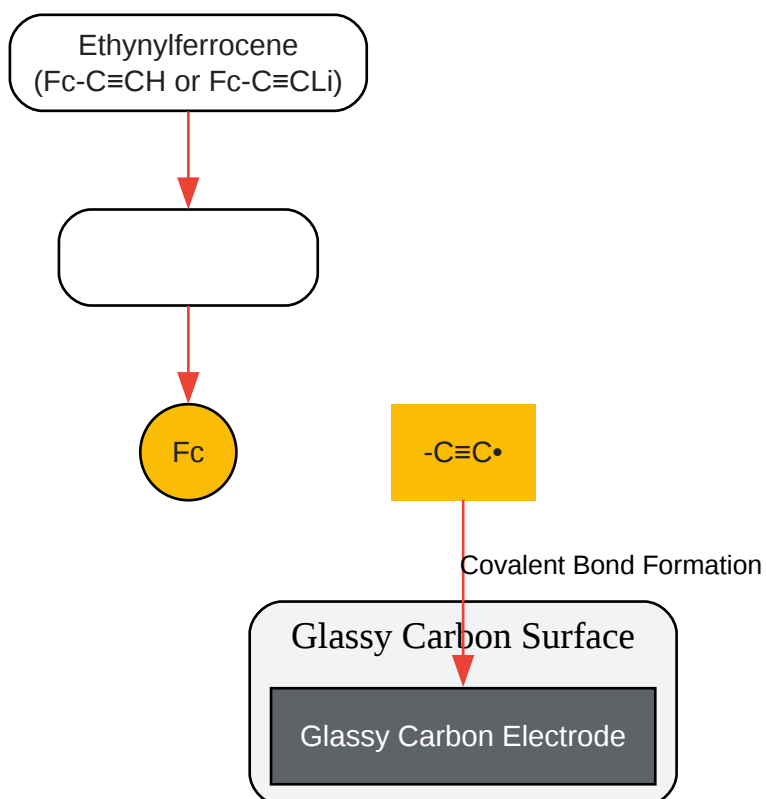 Ethynylferrocene
(Fc-C≡CH or Fc-C≡CLi)
Fc
-C≡C•
Covalent Bond Formation
Glassy Carbon Surface
Glassy Carbon Electrode